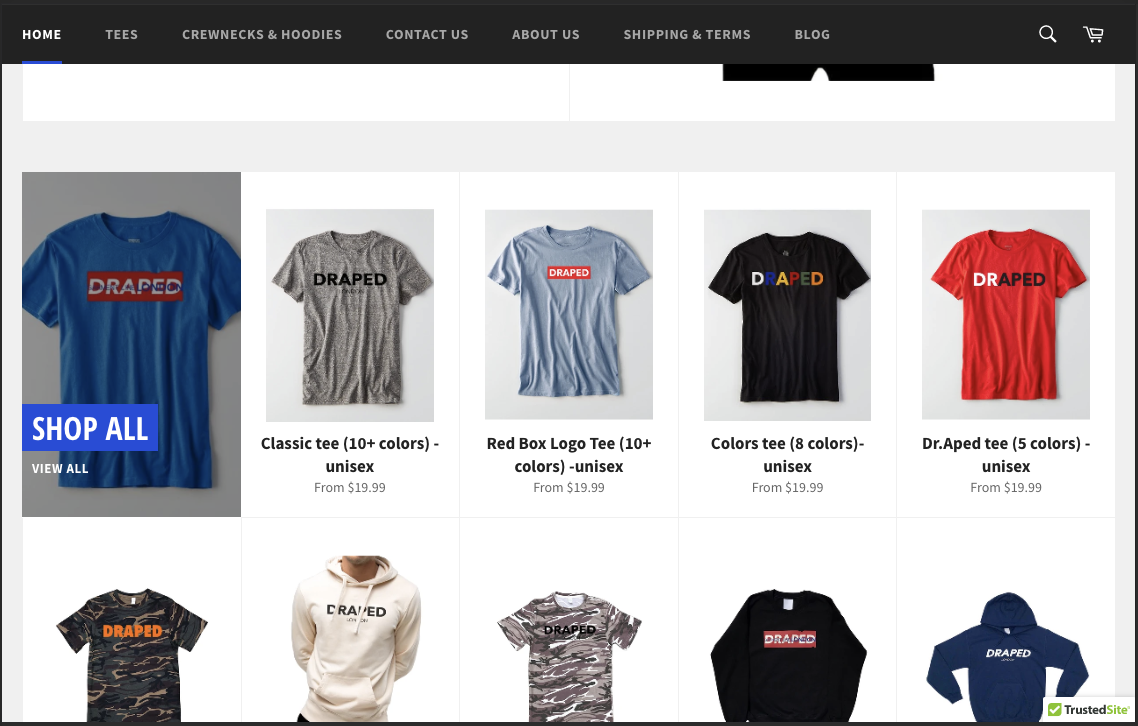 HOME TEES CREWNECKS & HOODIES CONTACT US ABOUT US SHIPPING & TERMS BLOG
DRAPED
SHOP ALL
VIEW ALL
DRAPED
LONDON
Classic tee (10+ colors) -
unisex
From $19.99
DRAPED
Red Box Logo Tee (10+
colors) -unisex
From $19.99
DRAPED
Colors tee (8 colors)-
unisex
From $19.99
DRAPED
Dr.Aped tee (5 colors) -
unisex
From $19.99
DRAPED
DRAPED
LONDON
DRAPED
DRAPED
DRAPED
LONDON
TrustedSite